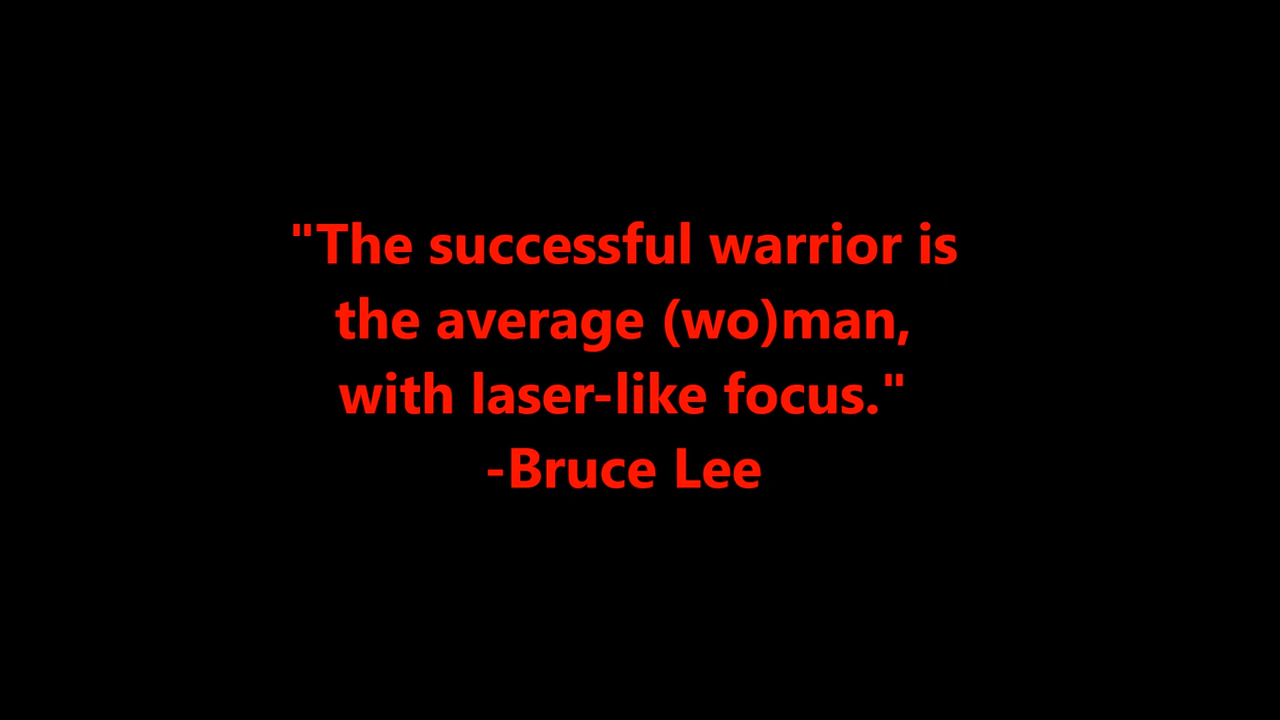 "The successful warrior is
the average (wo)man,
with laser-like focus."
-Bruce Lee